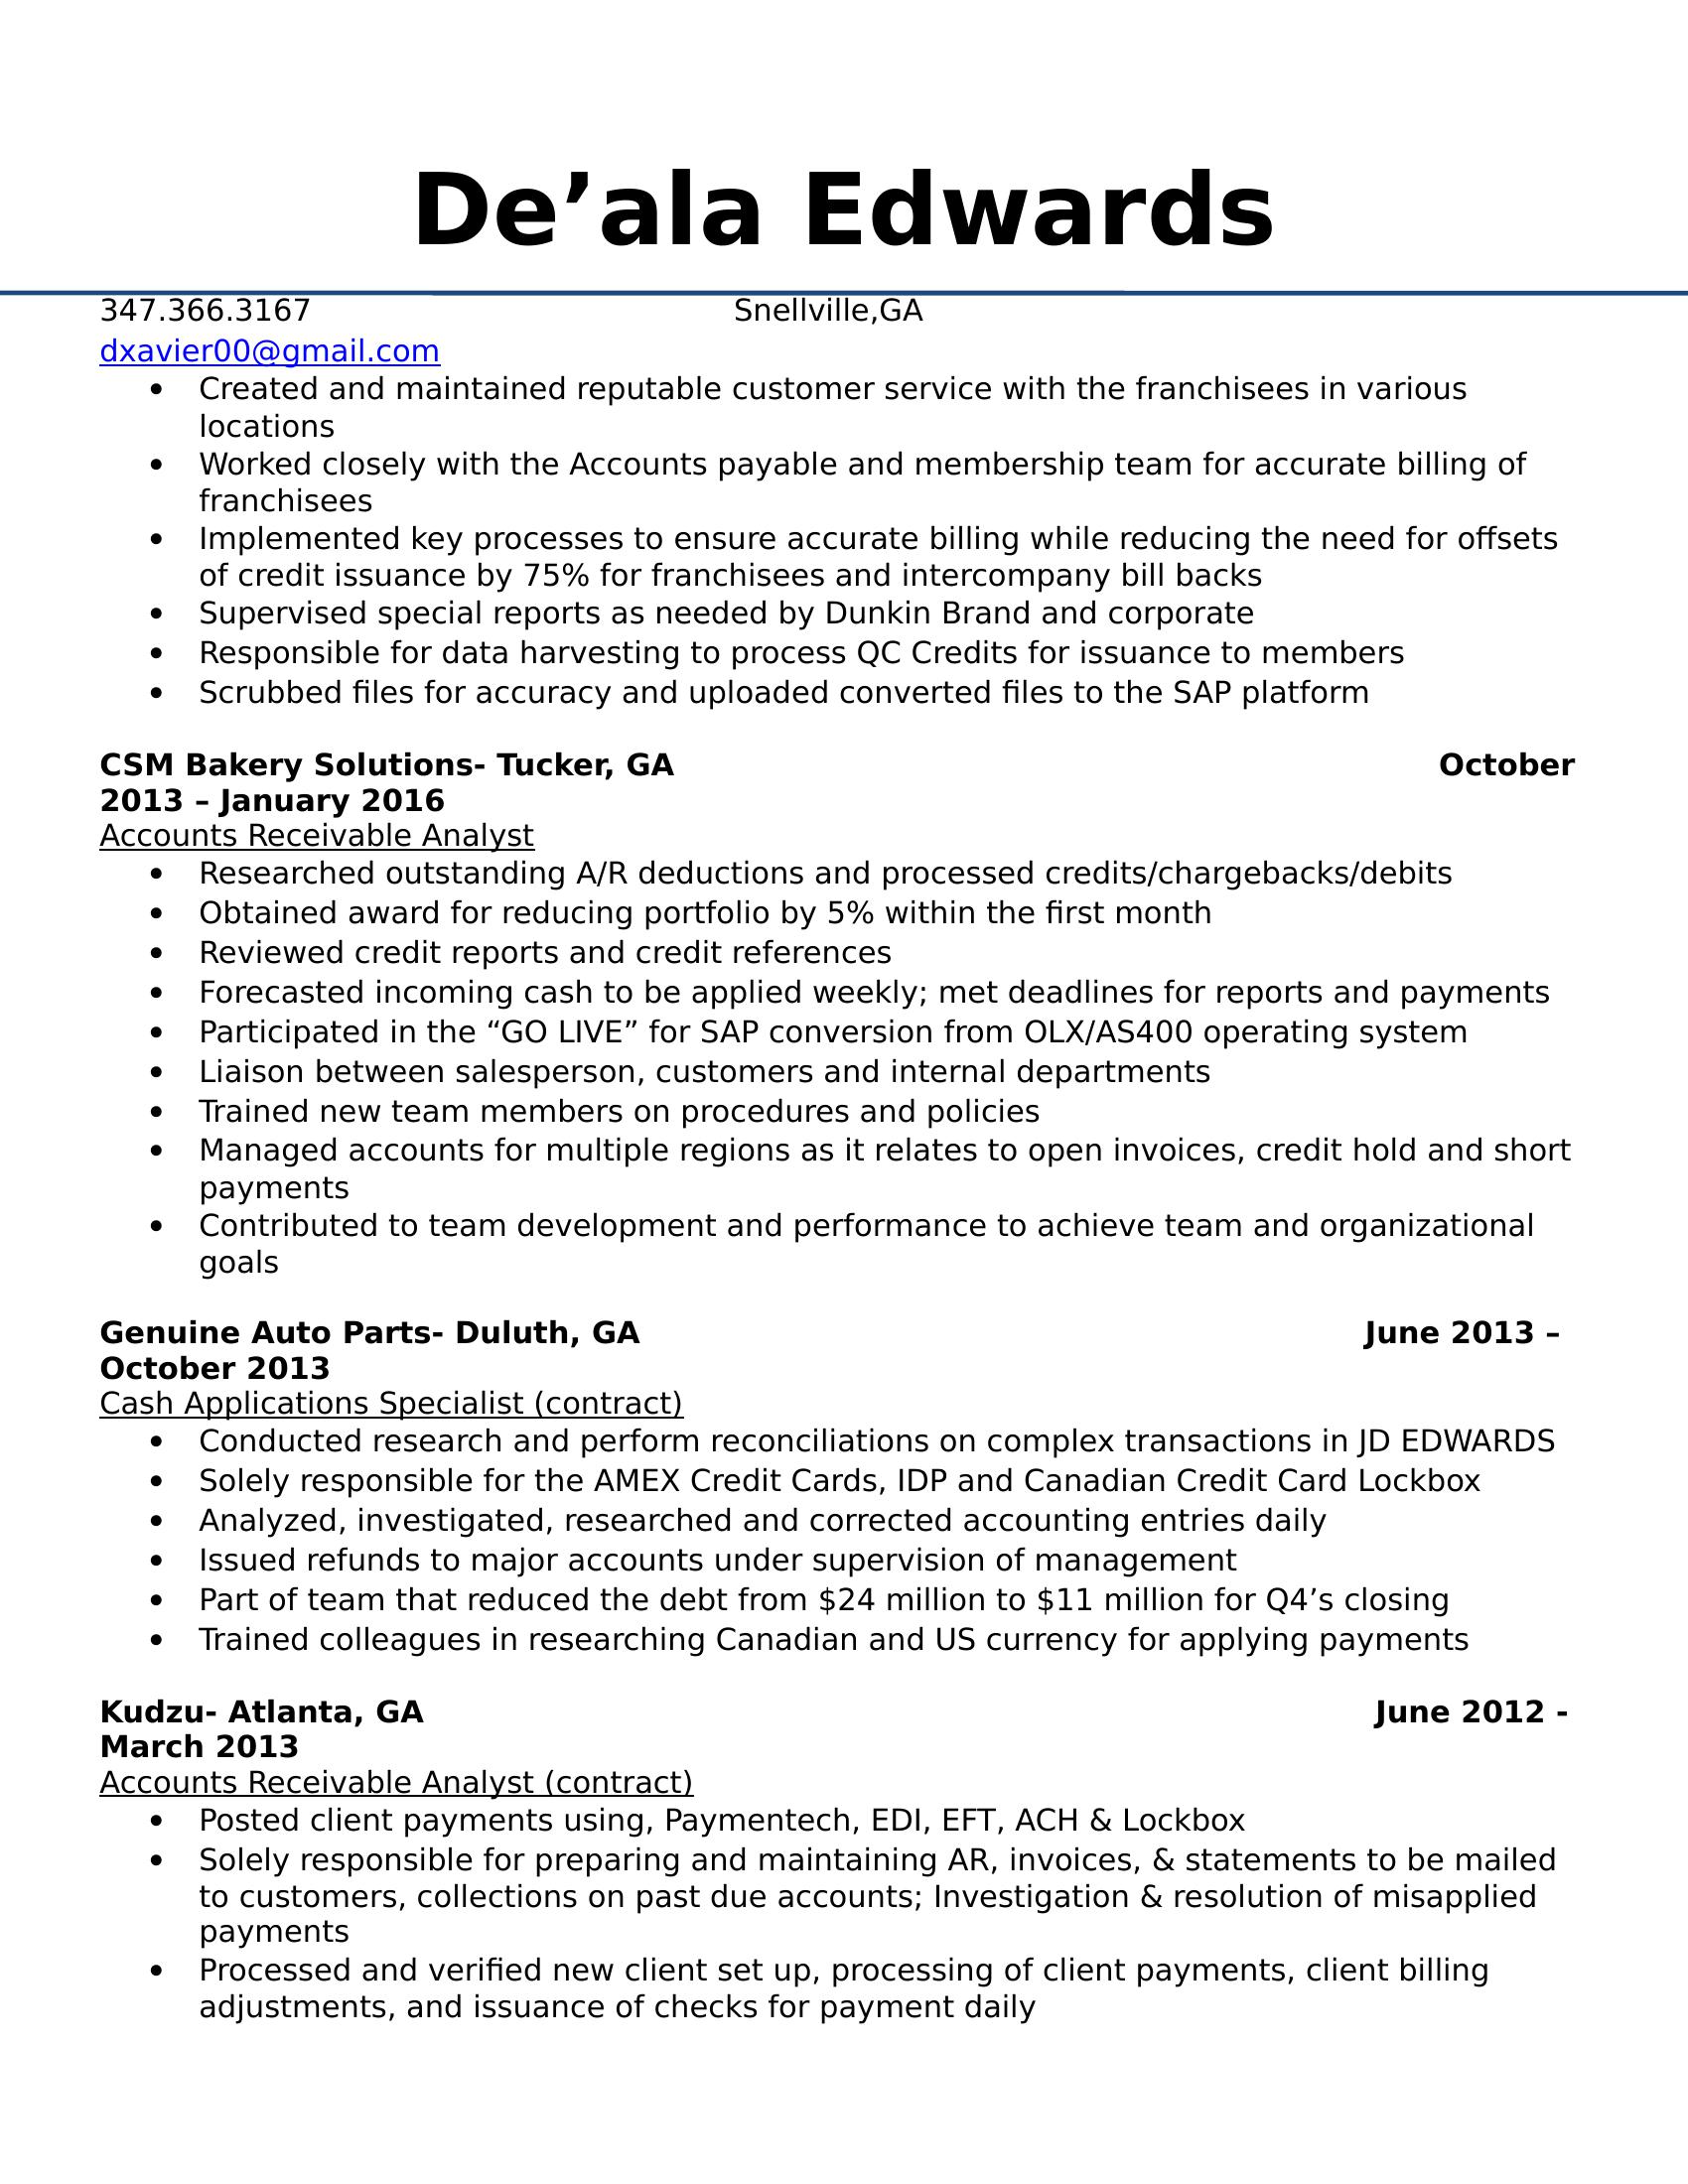 De’ala Edwards
347.366.3167 Snellville,GA
dxavier00@gmail.com
• Created and maintained reputable customer service with the franchisees in various
locations
• Worked closely with the Accounts payable and membership team for accurate billing of
franchisees
• Implemented key processes to ensure accurate billing while reducing the need for offsets
of credit issuance by 75% for franchisees and intercompany bill backs
• Supervised special reports as needed by Dunkin Brand and corporate
• Responsible for data harvesting to process QC Credits for issuance to members
• Scrubbed files for accuracy and uploaded converted files to the SAP platform
CSM Bakery Solutions- Tucker, GA October
2013 – January 2016
Accounts Receivable Analyst
• Researched outstanding A/R deductions and processed credits/chargebacks/debits
• Obtained award for reducing portfolio by 5% within the first month
• Reviewed credit reports and credit references
• Forecasted incoming cash to be applied weekly; met deadlines for reports and payments
• Participated in the “GO LIVE” for SAP conversion from OLX/AS400 operating system
• Liaison between salesperson, customers and internal departments
• Trained new team members on procedures and policies
• Managed accounts for multiple regions as it relates to open invoices, credit hold and short
payments
• Contributed to team development and performance to achieve team and organizational
goals
Genuine Auto Parts- Duluth, GA June 2013 –
October 2013
Cash Applications Specialist (contract)
• Conducted research and perform reconciliations on complex transactions in JD EDWARDS
• Solely responsible for the AMEX Credit Cards, IDP and Canadian Credit Card Lockbox
• Analyzed, investigated, researched and corrected accounting entries daily
• Issued refunds to major accounts under supervision of management
• Part of team that reduced the debt from $24 million to $11 million for Q4’s closing
• Trained colleagues in researching Canadian and US currency for applying payments
Kudzu- Atlanta, GA June 2012 -
March 2013
Accounts Receivable Analyst (contract)
• Posted client payments using, Paymentech, EDI, EFT, ACH & Lockbox
• Solely responsible for preparing and maintaining AR, invoices, & statements to be mailed
to customers, collections on past due accounts; Investigation & resolution of misapplied
payments
• Processed and verified new client set up, processing of client payments, client billing
adjustments, and issuance of checks for payment daily